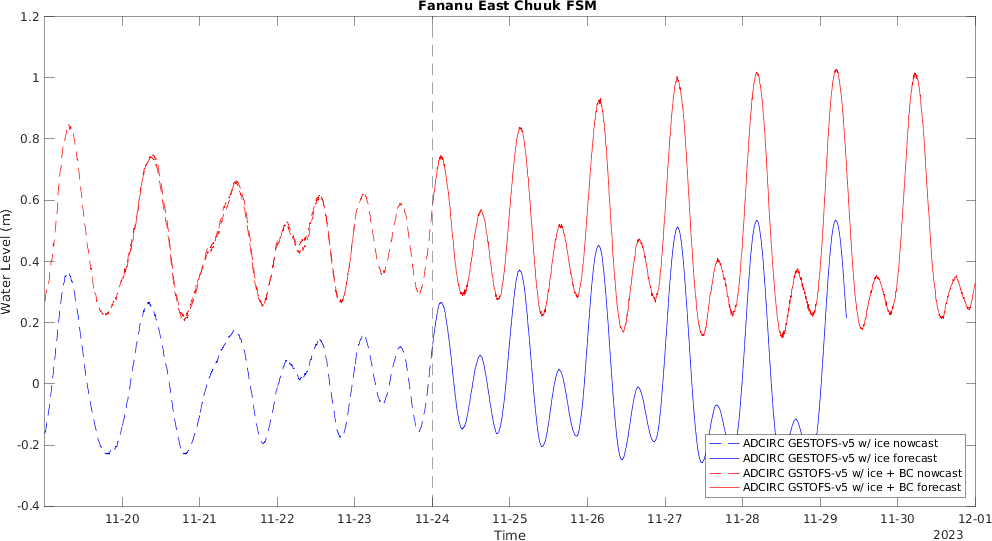 Fananu East Chuuk FSM
1.2
1
0.8
0.6
0.4
0.2
0
-0.2
-0.4
Water Level (m)
ADCIRC GESTOFS-v5 w/ ice nowcast
ADCIRC GESTOFS-v5 w/ ice forecast
ADCIRC GSTOFS-v5 w/ ice + BC nowcast
ADCIRC GSTOFS-v5 w/ ice + BC forecast
11-20 11-21 11-22 11-23 11-24 11-25 11-26 11-27 11-28 11-29 11-30 12-01
Time
2023